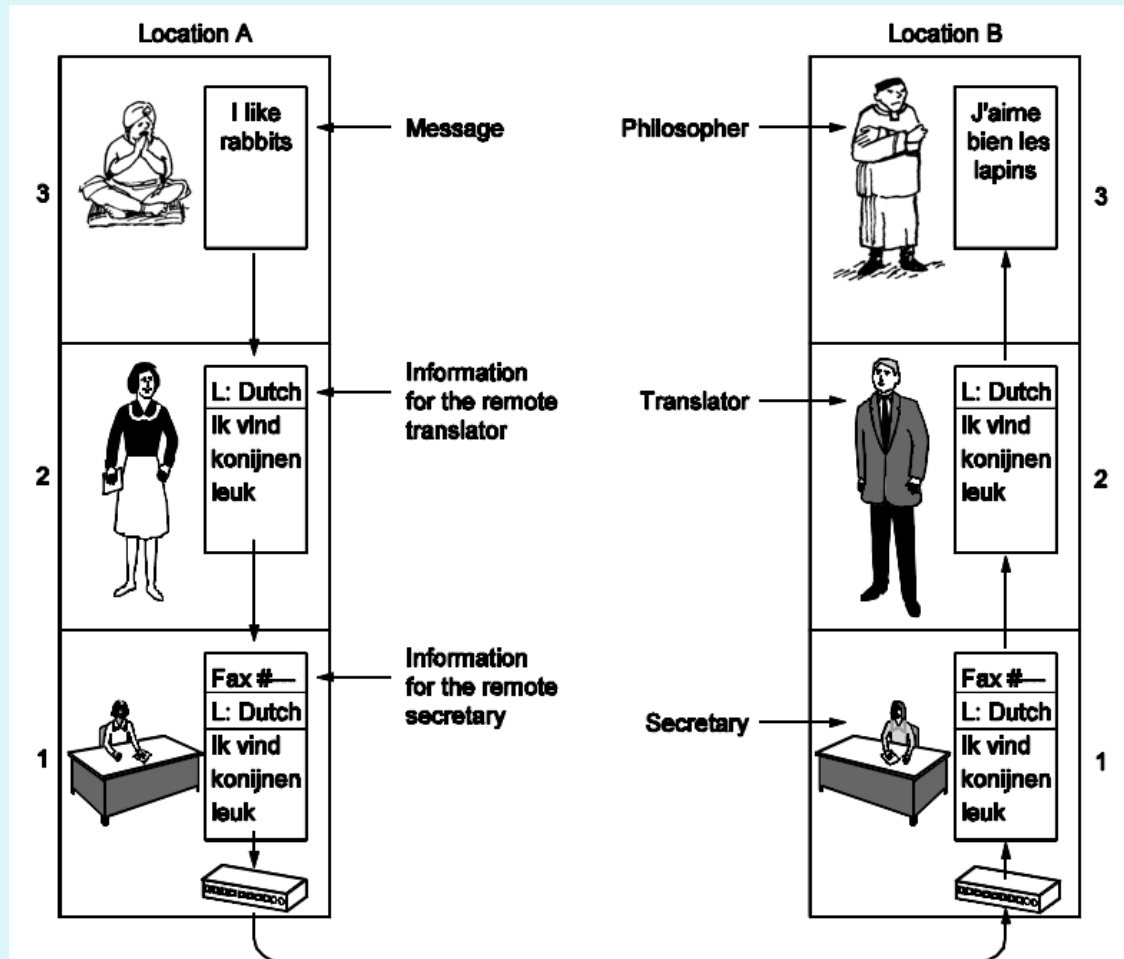 Location A
Location B
I like
rabbits
Message
Philosopher
J'aime
bien les
lapins
3
3
L: Dutch
Ik vind
konijnen
leuk
Information
for the remote
translator
Translator
L: Dutch
Ik vind
konijnen
leuk
2
2
Fax #—
L: Dutch
Ik vind
konijnen
leuk
Information
for the remote
secretary
Secretary
Fax #—
L: Dutch
Ik vind
konijnen
leuk
1
1